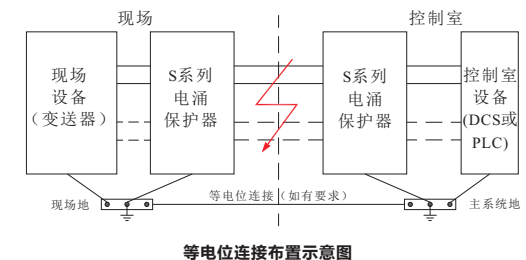 现场
控制室
现场
设备
（变送器）
S系列
电涌
保护器
S系列
电涌
保护器
控制室
设备
(DCS或
PLC)
现场地
等电位连接（如有要求）
主系统地
等电位连接布置示意图